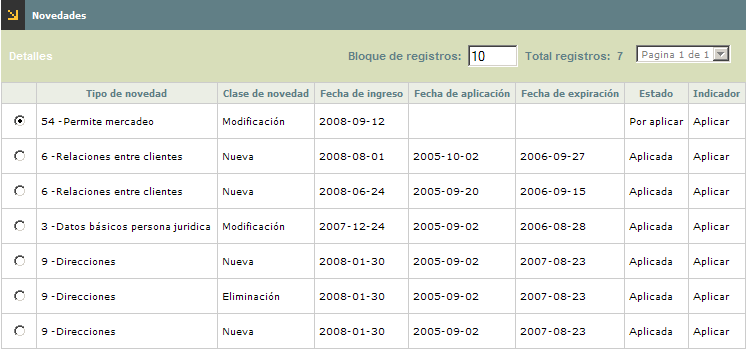 Novedades
Detalles Bloque de registros: 10 Total registros: 7 Pagina 1 de 1
Tipo de novedad Clase de novedad Fecha de ingreso Fecha de aplicación Fecha de expiración Estado Indicador
54 -Permite mercadeo Modificación 2008-09-12 Por aplicar Aplicar
6 -Relaciones entre clientes Nueva 2008-08-01 2005-10-02 2006-09-27 Aplicada Aplicar
6 -Relaciones entre clientes Nueva 2008-06-24 2005-09-20 2006-09-15 Aplicada Aplicar
3 -Datos básicos persona juridica Modificación 2007-12-24 2005-09-02 2006-08-28 Aplicada Aplicar
9 -Direcciones Nueva 2008-01-30 2005-09-02 2007-08-23 Aplicada Aplicar
9 -Direcciones Eliminación 2008-01-30 2005-09-02 2007-08-23 Aplicada Aplicar
9 -Direcciones Nueva 2008-01-30 2005-09-02 2007-08-23 Aplicada Aplicar